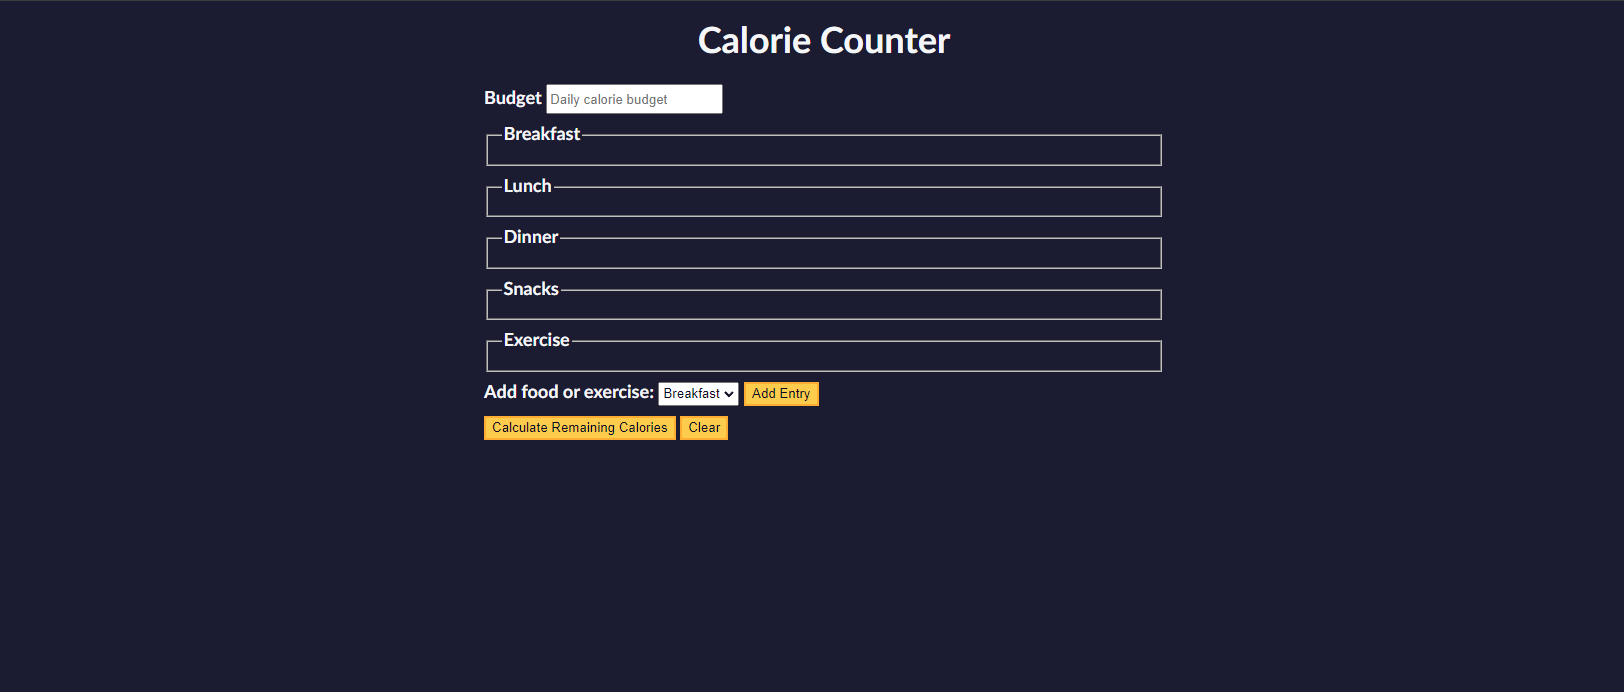 Calorie Counter
Budget Daily calorie budget
Breakfast
Lunch
Dinner
Snacks
Exercise
Add food or exercise: Breakfast Add Entry
Calculate Remaining Calories Clear